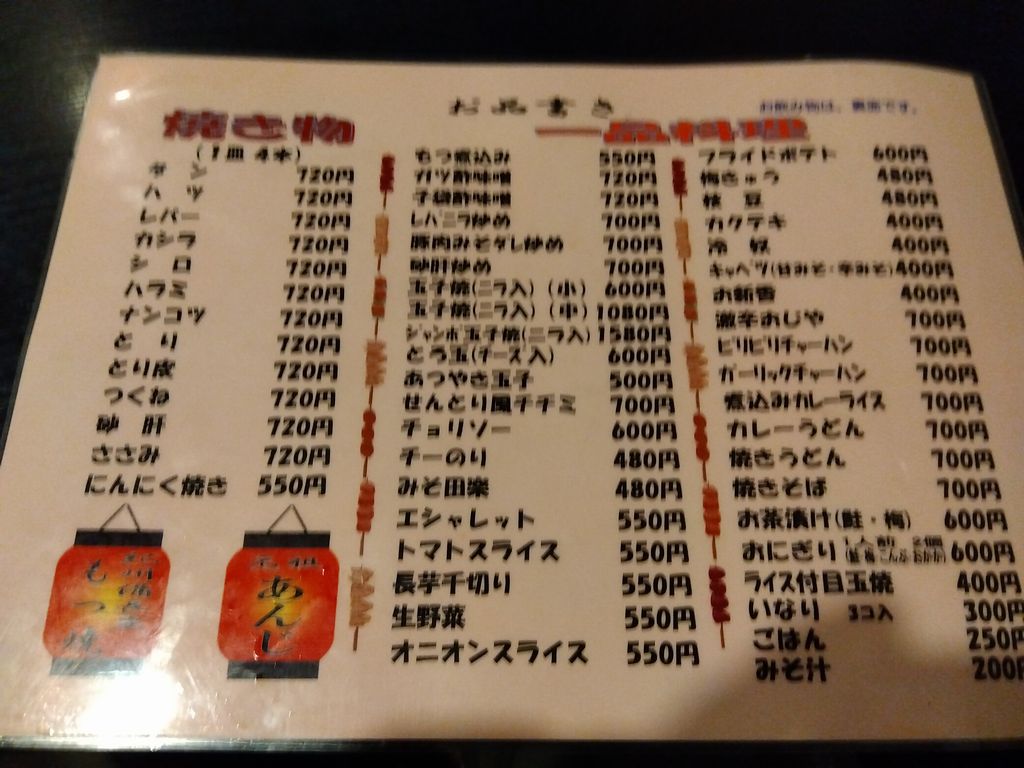 お品書き
お飲み物は、裏面です。
焼き物
(1皿 4本)
タン 720円
ハツ 720円
レバー 720円
カシラ 720円
シロ 720円
ハラミ 720円
ナンコツ 720円
とり 720円
とり皮 720円
つくね 720円
砂肝 720円
ささみ 720円
にんにく焼き 550円
もつ焼
元祖
あんじ
一品料理
もつ煮込み 550円
ガツ酢味噌 720円
子袋酢味噌 720円
レバニラ炒め 700円
豚肉みそダレ炒め 700円
砂肝炒め 700円
玉子焼(ニラ入)(小) 600円
玉子焼(ニラ入)(中) 1080円
ジャンボ玉子焼(ニラ入) 1580円
とろ玉(チーズ入) 600円
あつやき玉子 500円
せんとり風チヂミ 700円
チョリソー 600円
チーのり 480円
みそ田楽 480円
エシャレット 550円
トマトスライス 550円
長芋千切り 550円
生野菜 550円
オニオンスライス 550円
フライドポテト 600円
梅きゅう 480円
枝豆 480円
カクテキ 400円
冷奴 400円
キャベツ(甘みそ・辛みそ) 400円
お新香 400円
激辛おじや 700円
ピリピリチャーハン 700円
ガーリックチャーハン 700円
煮込みカレーライス 700円
カレーうどん 700円
焼きうどん 700円
焼きそば 700円
お茶漬け(鮭・梅) 600円
おにぎり 1人前 2個 (鮭・梅・こんぶ・おかか) 600円
ライス付目玉焼 400円
いなり 3コ入 300円
ごはん 250円
みそ汁 200円